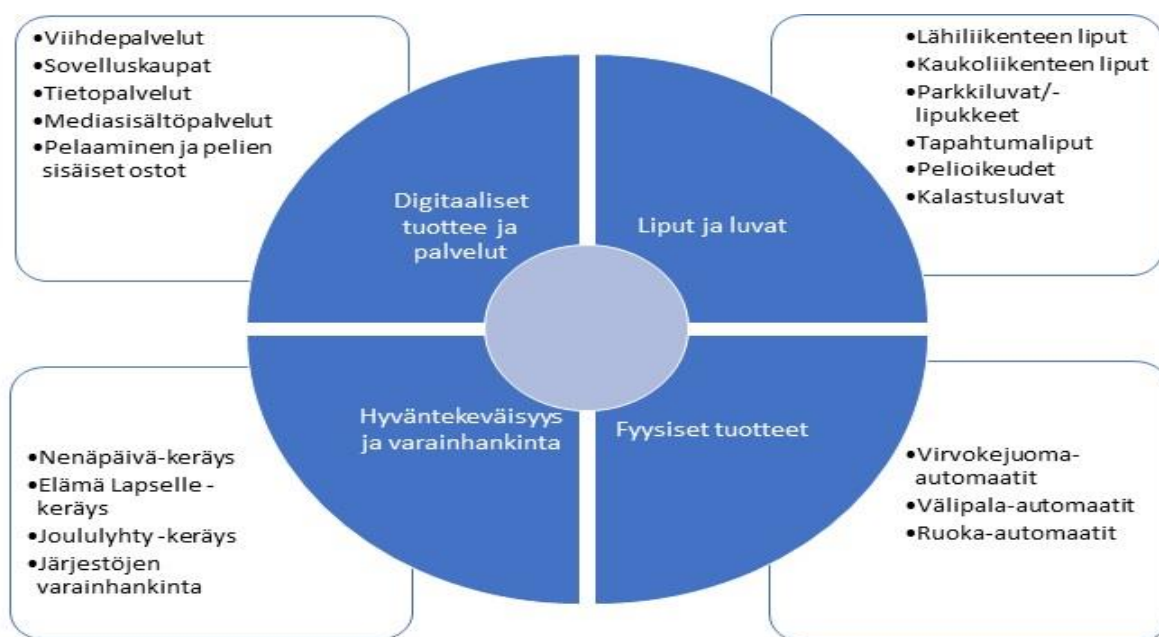 •Viihdepalvelut
•Sovelluskaupat
•Tietopalvelut
•Mediasisältöpalvelut
•Pelaaminen ja pelien
sisäiset ostot
•Lähiliikenteen liput
•Kaukoliikenteen liput
•Parkkiluvat/-
lipukkeet
•Tapahtumaliput
•Pelioikeudet
•Kalastusluvat
Digitaaliset
tuottee ja
palvelut
Liput ja luvat
Hyväntekeväisyys
ja varainhankinta
Fyysiset tuotteet
•Nenäpäivä-keräys
•Elämä Lapselle -
keräys
•Joululyhty -keräys
•Järjestöjen
varainhankinta
•Virvokejuoma-
automaatit
•Välipala-automaatit
•Ruoka-automaatit